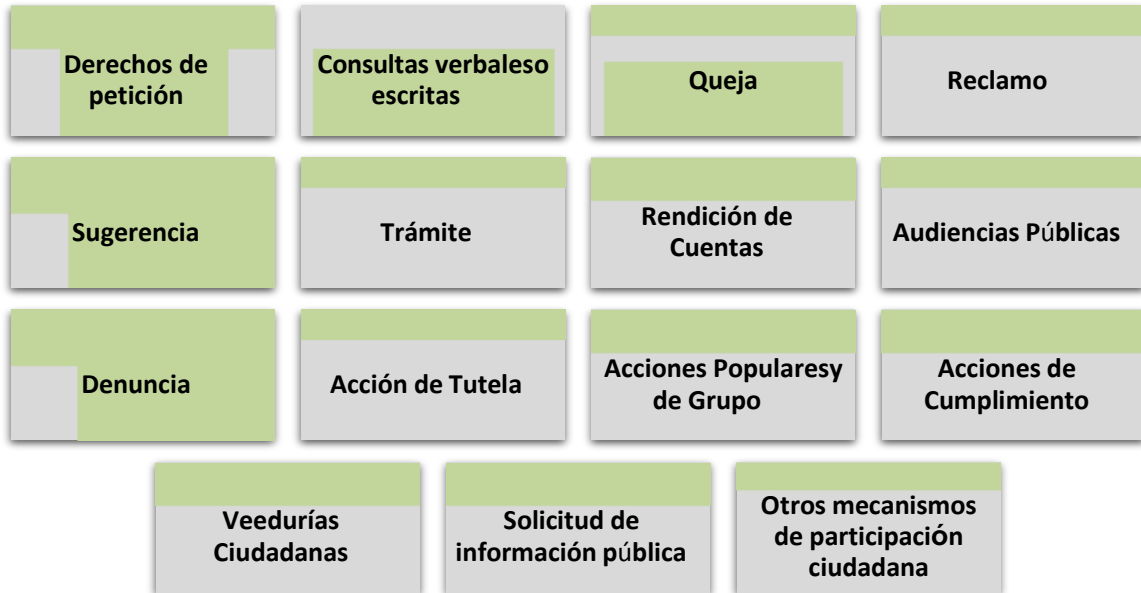 Derechos de
petición
Consultas verbaleso
escritas
Queja
Reclamo
Sugerencia
Trámite
Rendición de
Cuentas
Audiencias Públicas
Denuncia
Acción de Tutela
Acciones Popularesy
de Grupo
Acciones de
Cumplimiento
Veedurías
Ciudadanas
Solicitud de
información pública
Otros mecanismos
de participación
ciudadana